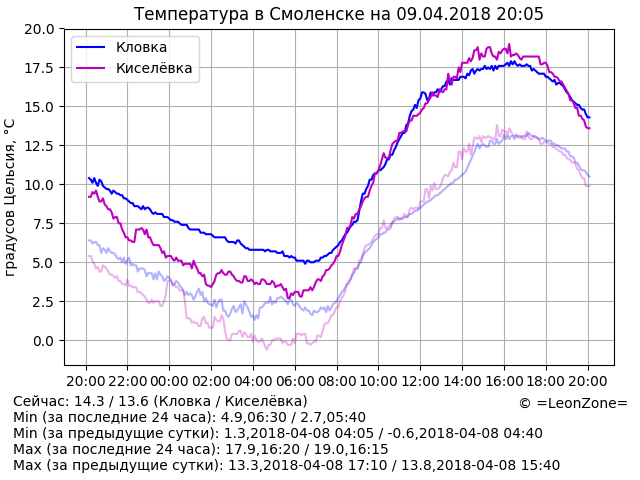 Температура в Смоленске на 09.04.2018 20:05
20.0
17.5
15.0
12.5
10.0
7.5
5.0
2.5
0.0
градусов Цельсия, °C
Кловка
Киселёвка
20:00 22:00 00:00 02:00 04:00 06:00 08:00 10:00 12:00 14:00 16:00 18:00 20:00
Сейчас: 14.3 / 13.6 (Кловка / Киселёвка)
© =LeonZone=
Min (за последние 24 часа): 4.9,06:30 / 2.7,05:40
Min (за предыдущие сутки): 1.3,2018-04-08 04:05 / -0.6,2018-04-08 04:40
Max (за последние 24 часа): 17.9,16:20 / 19.0,16:15
Max (за предыдущие сутки): 13.3,2018-04-08 17:10 / 13.8,2018-04-08 15:40